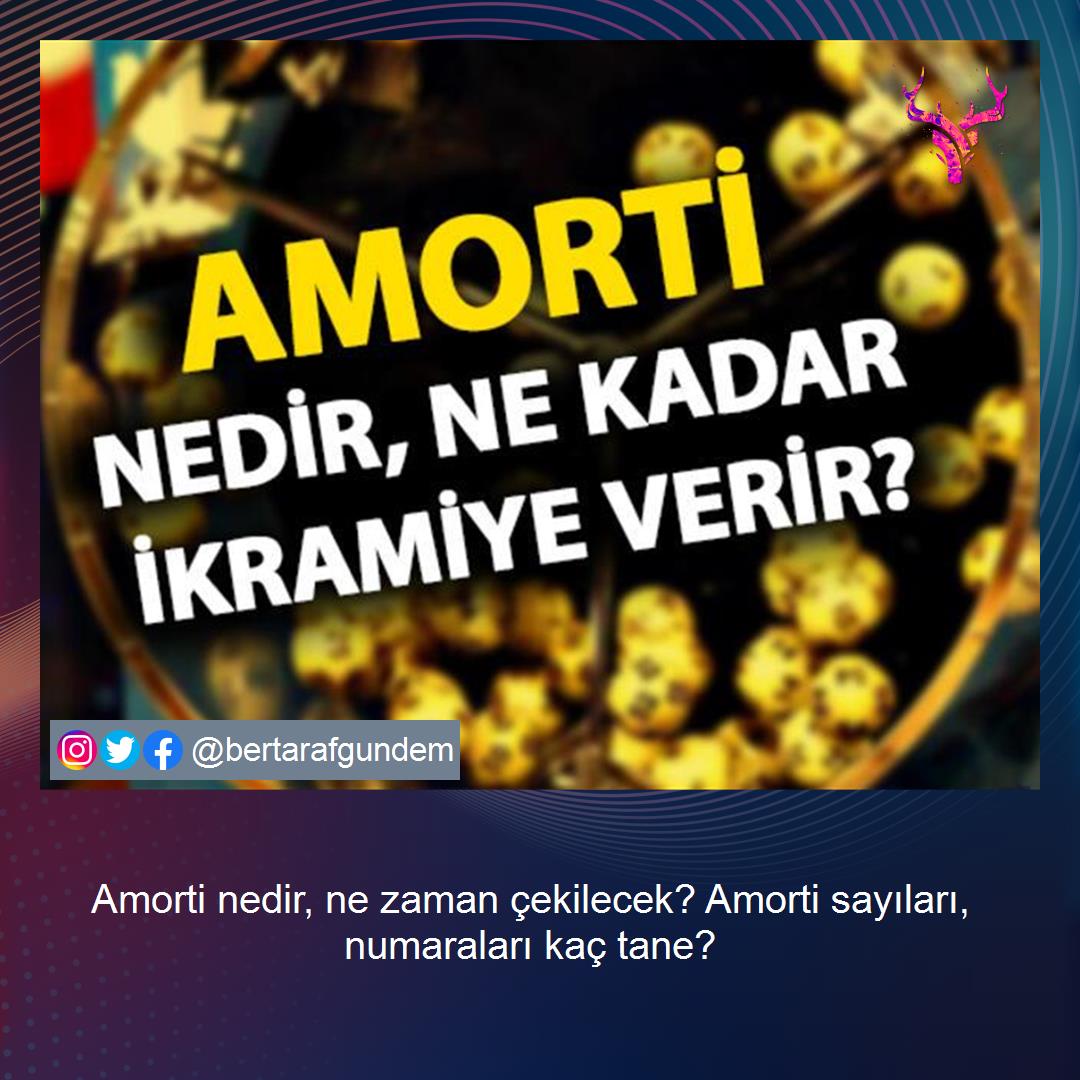 AMORTİ
NEDİR, NE KADAR
İKRAMİYE VERİR?
@bertarafgundem
Amorti nedir, ne zaman çekilecek? Amorti sayıları,
numaraları kaç tane?